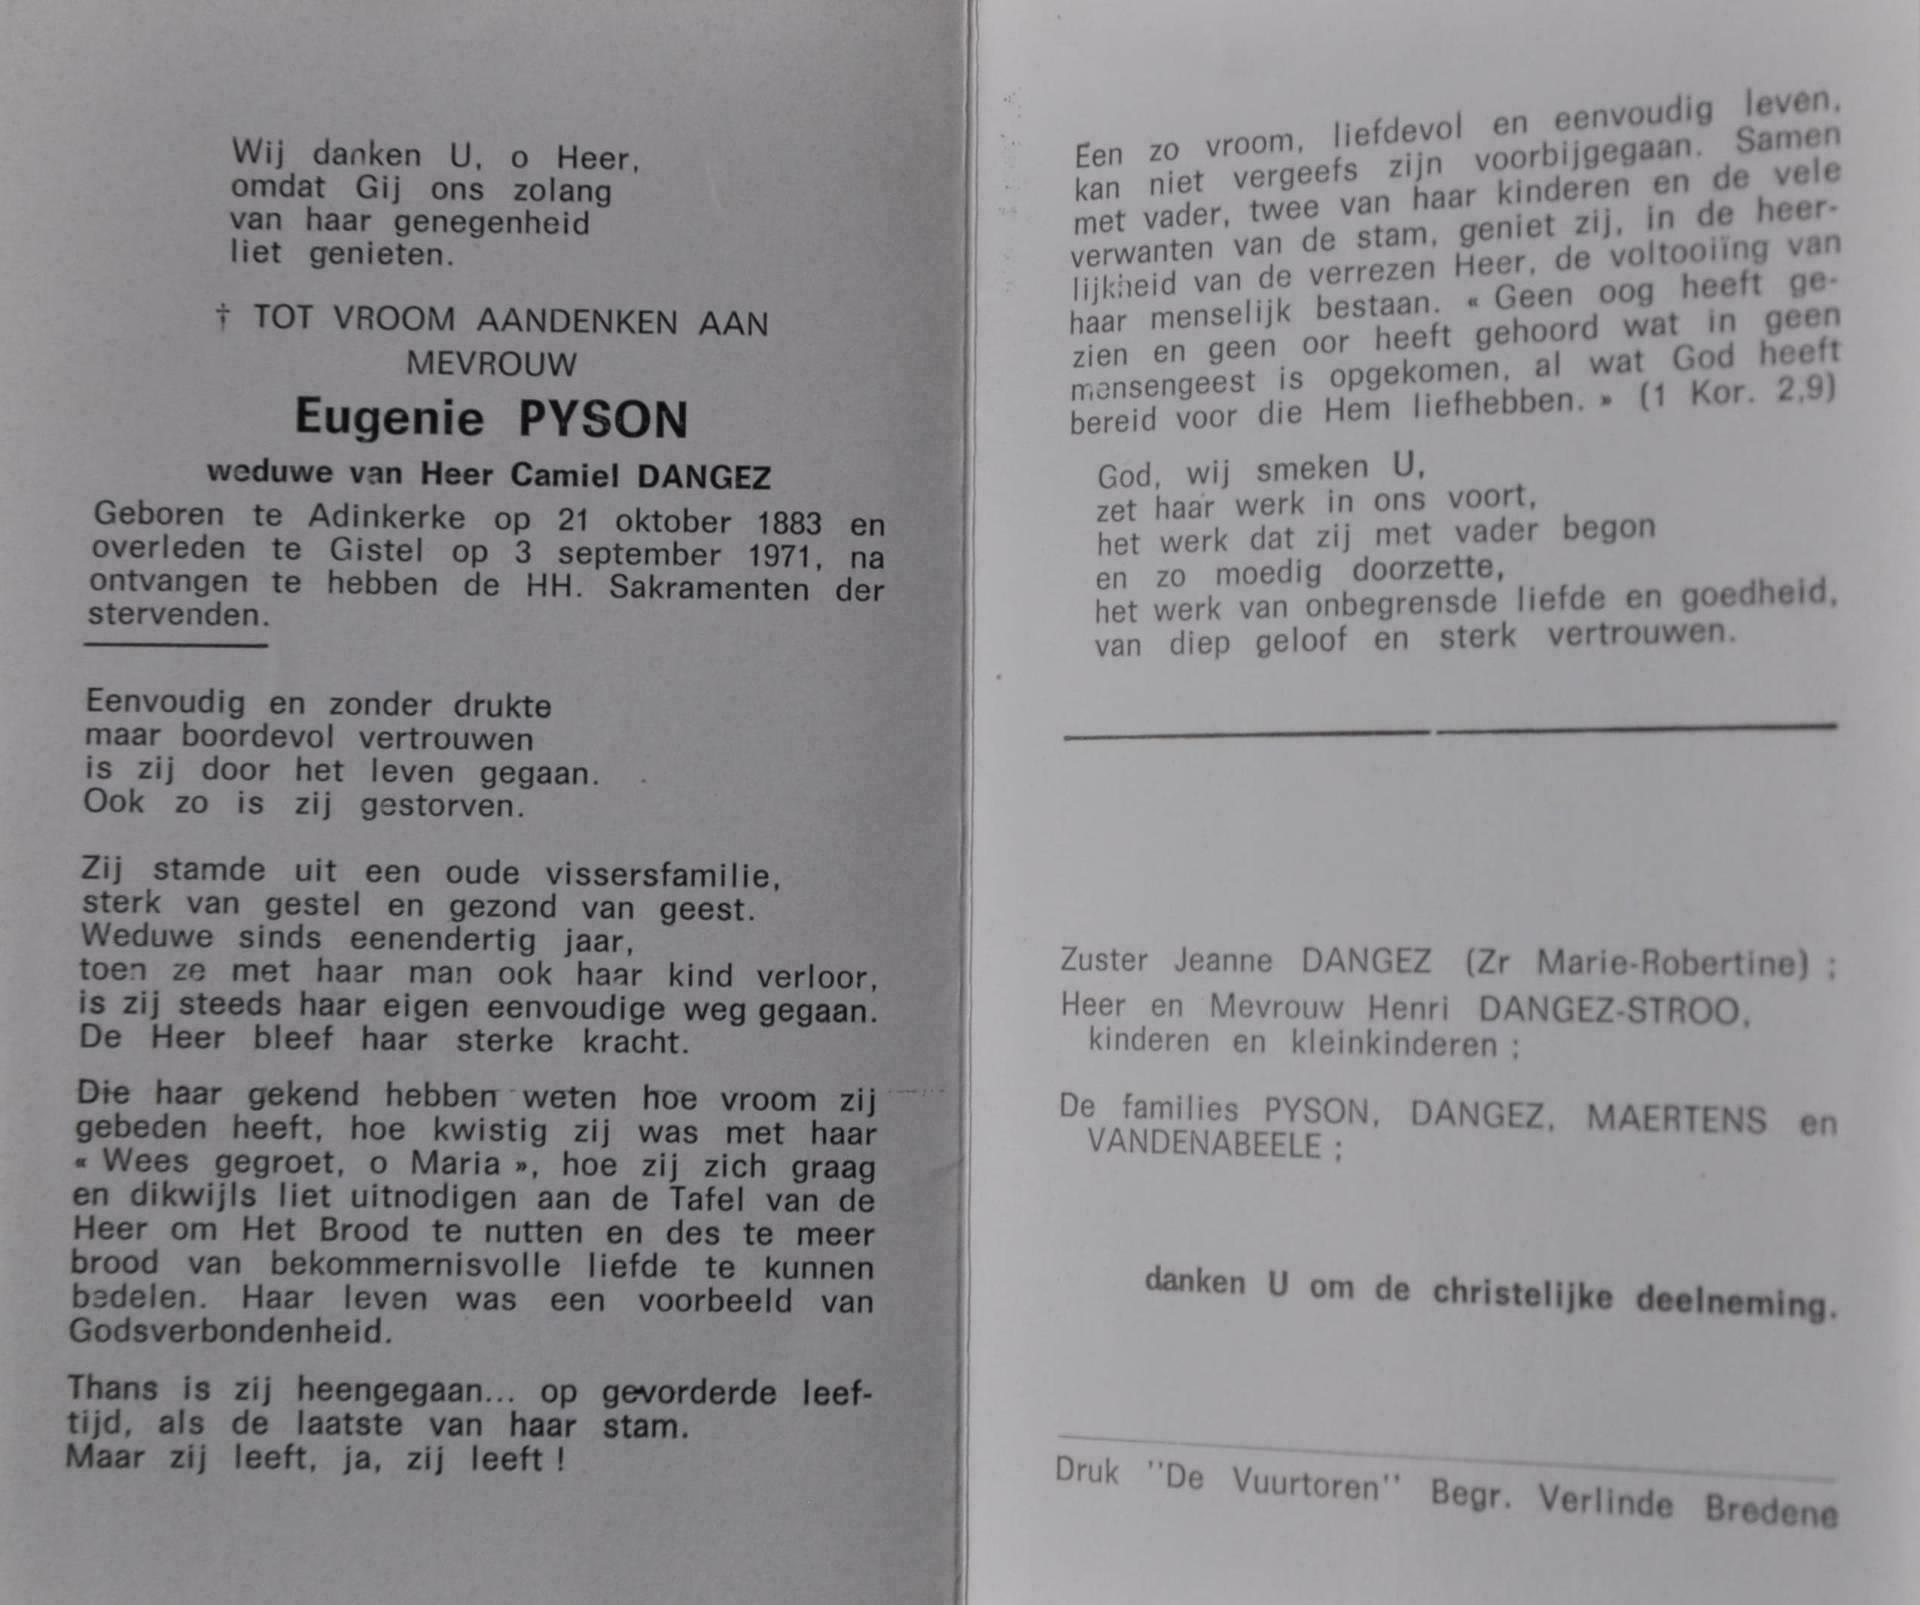 Wij danken U, o Heer,
omdat Gij ons zolang
van haar genegenheid
liet genieten.
† TOT VROOM AANDENKEN AAN
MEVROUW
Eugenie PYSON
weduwe van Heer Camiel DANGEZ
Geboren te Adinkerke op 21 oktober 1883 en
overleden te Gistel op 3 september 1971, na
ontvangen te hebben de HH. Sakramenten der
stervenden.
Eenvoudig en zonder drukte
maar boordevol vertrouwen
is zij door het leven gegaan.
Ook zo is zij gestorven.
Zij stamde uit een oude vissersfamilie,
sterk van gestel en gezond van geest.
Weduwe sinds eenendertig jaar,
toen ze met haar man ook haar kind verloor,
is zij steeds haar eigen eenvoudige weg gegaan.
De Heer bleef haar sterke kracht.
Die haar gekend hebben weten hoe vroom zij
gebeden heeft, hoe kwistig zij was met haar
« Wees gegroet, o Maria », hoe zij zich graag
en dikwijls liet uitnodigen aan de Tafel van de
Heer om Het Brood te nutten en des te meer
brood van bekommernisvolle liefde te kunnen
bedelen. Haar leven was een voorbeeld van
Godsverbondenheid.
Thans is zij heengegaan... op gevorderde leef-
tijd, als de laatste van haar stam.
Maar zij leeft, ja, zij leeft !
Een zo vroom, liefdevol en eenvoudig leven,
kan niet vergeefs zijn voorbijgegaan. Samen
met vader, twee van haar kinderen en de vele
verwanten van de stam, geniet zij, in de heer-
lijkheid van de verrezen Heer, de voltooiïng van
haar menselijk bestaan. « Geen oog heeft ge-
zien en geen oor heeft gehoord wat in geen
mensengeest is opgekomen, al wat God heeft
bereid voor die Hem liefhebben. » (1 Kor. 2,9)
God, wij smeken U,
zet haar werk in ons voort,
het werk dat zij met vader begon
en zo moedig doorzette,
het werk van onbegrensde liefde en goedheid,
van diep geloof en sterk vertrouwen.
Zuster Jeanne DANGEZ (Zr Marie-Robertine) ;
Heer en Mevrouw Henri DANGEZ-STROO,
kinderen en kleinkinderen ;
De families PYSON, DANGEZ, MAERTENS en
VANDENABEELE ;
danken U om de christelijke deelneming.
Druk ''De Vuurtoren'' Begr. Verlinde Bredene